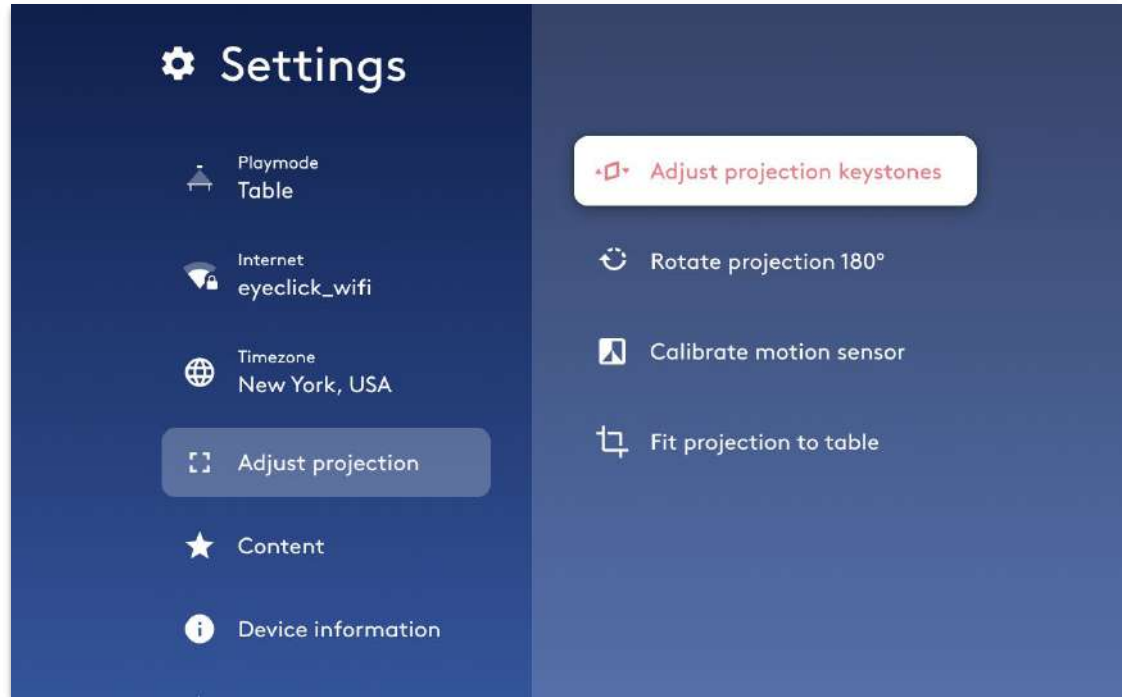 Settings
Playmode
Table
Internet
eyeclick_wifi
Timezone
New York, USA
Adjust projection
Content
Device information
Adjust projection keystones
Rotate projection 180°
Calibrate motion sensor
Fit projection to table